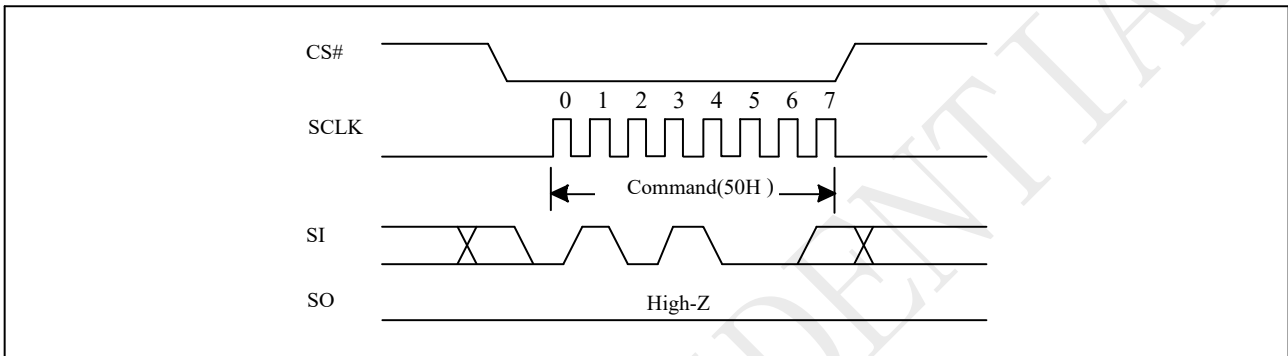 CS#
0 1 2 3 4 5 6 7
SCLK
Command(50H )
SI
SO
High-Z